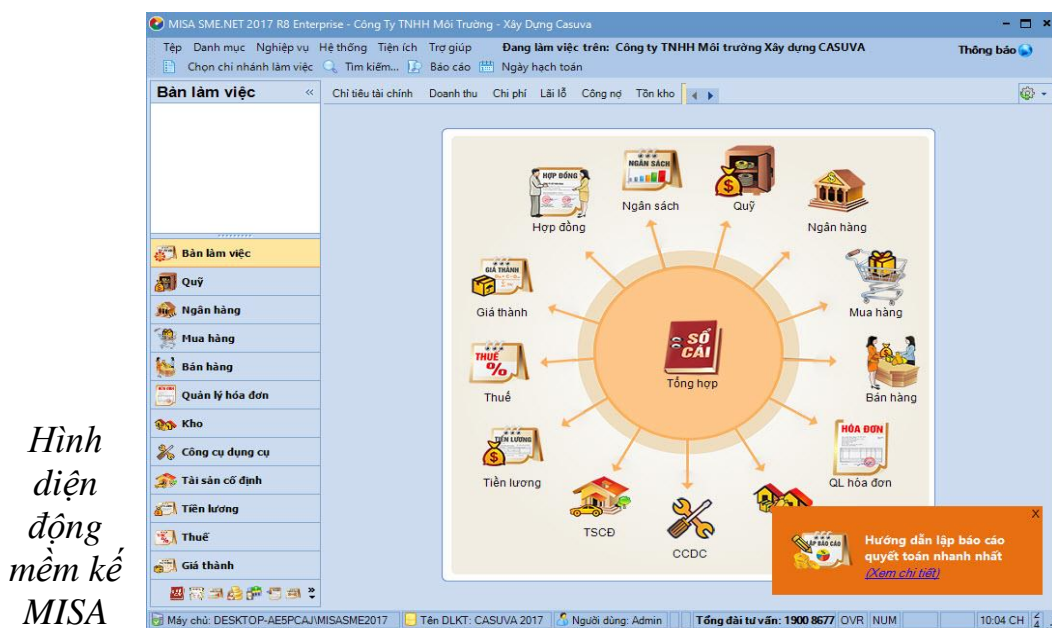 MISA SME.NET 2017 R8 Enterprise - Công Ty TNHH Môi Trường - Xây Dựng Casuva
Tệp Danh mục Nghiệp vụ Hệ thống Tiện ích Trợ giúp Đang làm việc trên: Công ty TNHH Môi trường Xây dựng CASUVA Thông báo
Chọn chi nhánh làm việc Tìm kiếm... Báo cáo Ngày hạch toán
Bàn làm việc «
Chỉ tiêu tài chính Doanh thu Chi phí Lãi lỗ Công nợ Tồn kho
Bàn làm việc
Quỹ
Ngân hàng
Mua hàng
Bán hàng
Quản lý hóa đơn
Kho
Công cụ dụng cụ
Tài sản cố định
Tiền lương
Thuế
Giá thành
HỢP ĐỒNG
Hợp đồng
NGÂN SÁCH
Ngân sách
Quỹ
Ngân hàng
GIÁ THÀNH
Giá thành
Mua hàng
THUẾ
%
Thuế
SỔ
CÁI
Tổng hợp
Bán hàng
TIỀN LƯƠNG
Tiền lương
HÓA ĐƠN
QL hóa đơn
TSCĐ
CCDC
LẬP BÁO CÁO
Hướng dẫn lập báo cáo
quyết toán nhanh nhất
(Xem chi tiết)
X
Máy chủ: DESKTOP-AE5PCAJ\MISASME2017 Tên DLKT: CASUVA 2017 Người dùng: Admin Tổng đài tư vấn: 1900 8677 OVR NUM 10:04 CH
Hình
diện
động
mềm kế
MISA